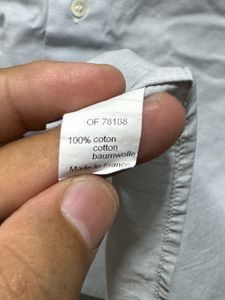 OF 78188
100% coton
cotton
baumwolle
Made in France